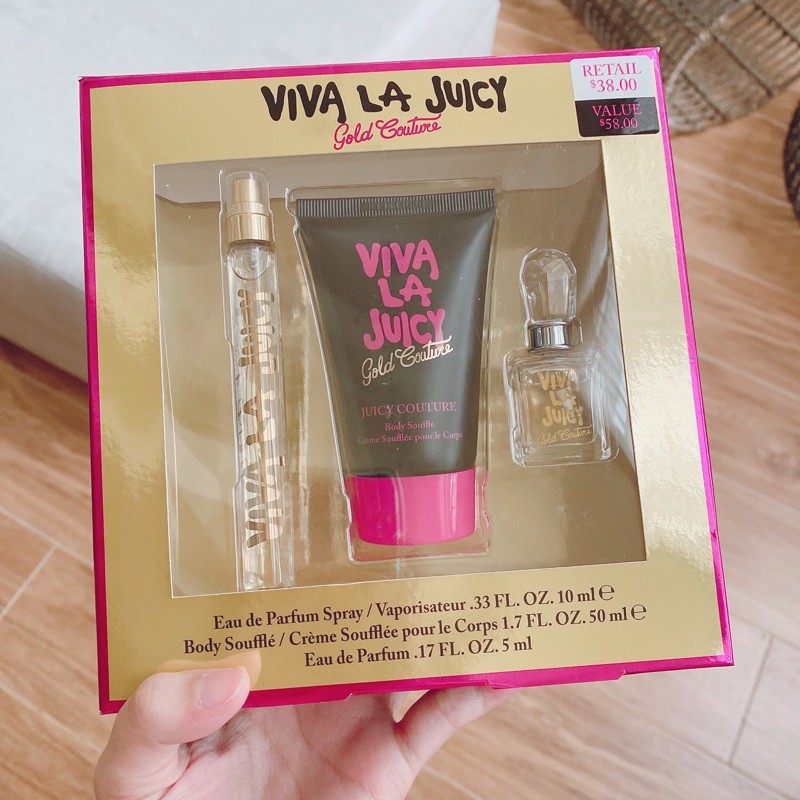 VIVA LA JUICY
Gold Couture
RETAIL
$38.00
VALUE
$58.00
VIVA LA JUICY
VIVA
LA
JUICY
Gold Couture
JUICY COUTURE
Body Souffle
Crème Soufflée pour le Corps
VIVA
LA
JUICY
Gold Couture
Eau de Parfum Spray / Vaporisateur .33 FL. OZ. 10 ml ℮
Body Soufflé / Crème Soufflée pour le Corps 1.7 FL. OZ. 50 ml ℮
Eau de Parfum .17 FL. OZ. 5 ml